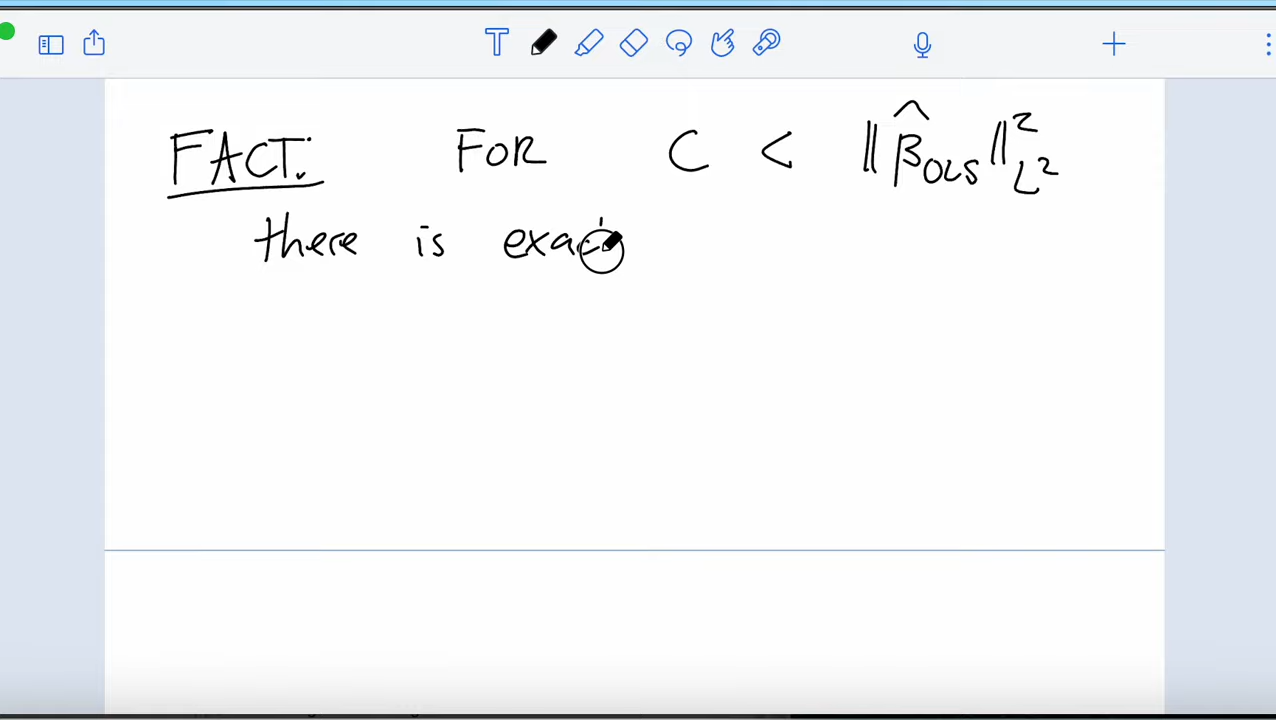 FACT. FOR C < ‖β̂_OLS‖²_L²
there is exa